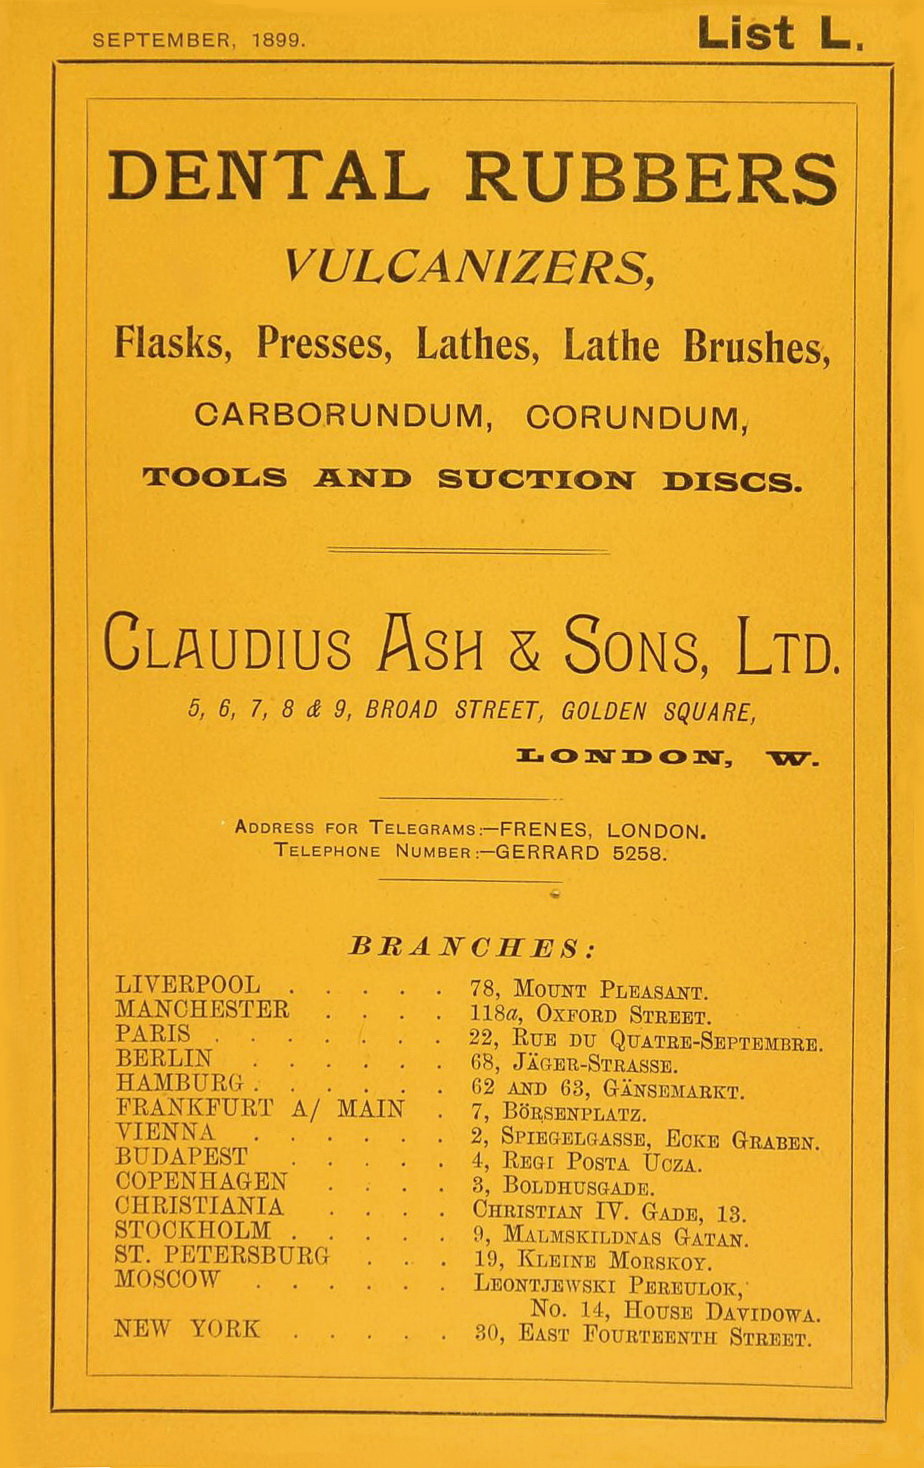 SEPTEMBER, 1899.
List L.
DENTAL RUBBERS
VULCANIZERS,
Flasks, Presses, Lathes, Lathe Brushes,
CARBORUNDUM, CORUNDUM,
TOOLS AND SUCTION DISCS.
CLAUDIUS ASH & SONS, LTD.
5, 6, 7, 8 & 9, BROAD STREET, GOLDEN SQUARE,
LONDON, W.
ADDRESS FOR TELEGRAMS:—FRENES, LONDON.
TELEPHONE NUMBER:—GERRARD 5258.
BRANCHES:
LIVERPOOL . . . . . 78, MOUNT PLEASANT.
MANCHESTER . . . . 118a, OXFORD STREET.
PARIS . . . . . . . 22, RUE DU QUATRE-SEPTEMBRE.
BERLIN . . . . . . 68, JÄGER-STRASSE.
HAMBURG . . . . . . 62 AND 63, GÄNSEMARKT.
FRANKFURT A/ MAIN . 7, BÖRSENPLATZ.
VIENNA . . . . . . 2, SPIEGELGASSE, ECKE GRABEN.
BUDAPEST . . . . . 4, REGI POSTA UCZA.
COPENHAGEN . . . . 3, BOLDHUSGADE.
CHRISTIANIA . . . . CHRISTIAN IV. GADE, 13.
STOCKHOLM . . . . . 9, MALMSKILDNAS GATAN.
ST. PETERSBURG . . . 19, KLEINE MORSKOY.
MOSCOW . . . . . . LEONTJEWSKI PEREULOK,
NO. 14, HOUSE DAVIDOWA.
NEW YORK . . . . . 30, EAST FOURTEENTH STREET.